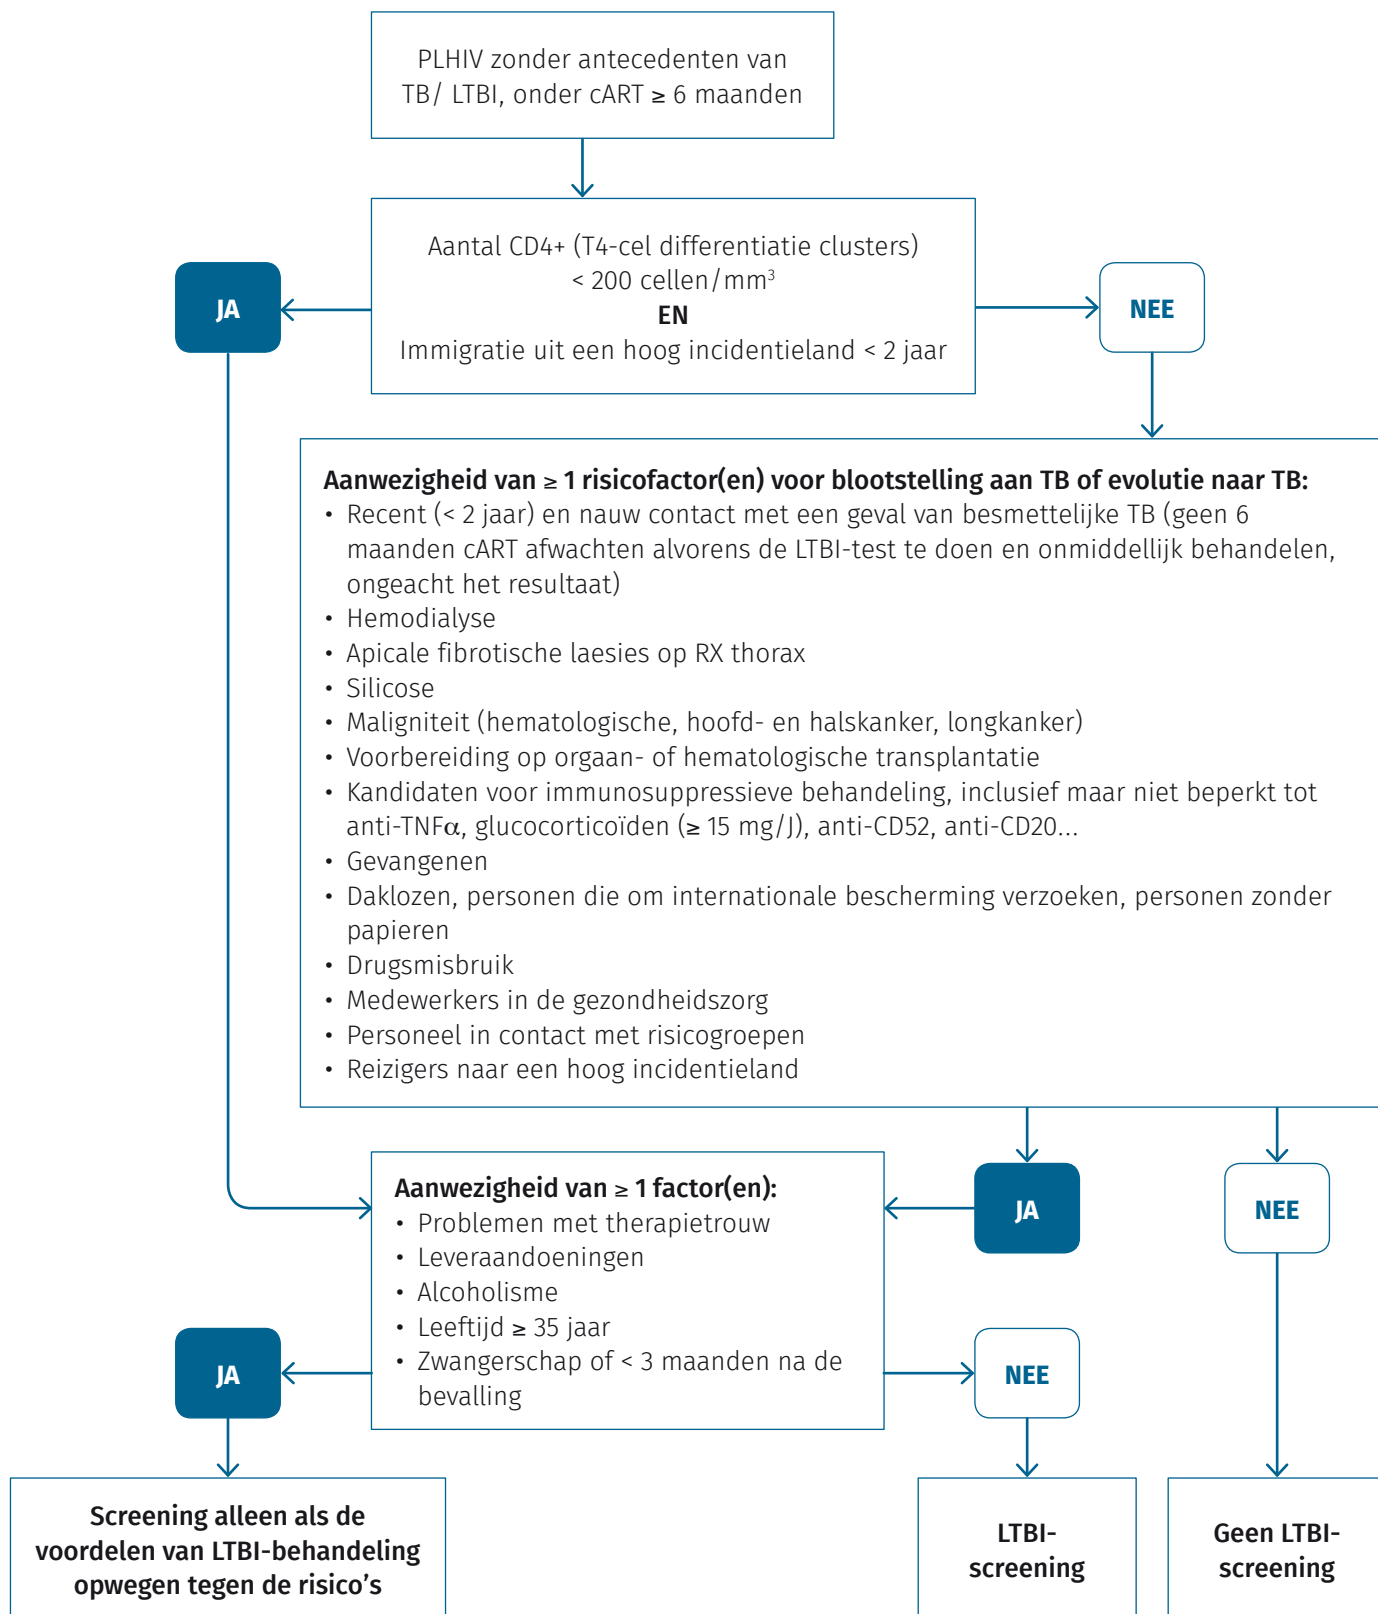 PLHIV zonder antecedenten van
TB/ LTBI, onder cART ≥ 6 maanden
Aantal CD4+ (T4-cel differentiatie clusters)
< 200 cellen/mm³
EN
Immigratie uit een hoog incidentieland < 2 jaar
JA
NEE
Aanwezigheid van ≥ 1 risicofactor(en) voor blootstelling aan TB of evolutie naar TB:
• Recent (< 2 jaar) en nauw contact met een geval van besmettelijke TB (geen 6
maanden cART afwachten alvorens de LTBI-test te doen en onmiddellijk behandelen,
ongeacht het resultaat)
• Hemodialyse
• Apicale fibrotische laesies op RX thorax
• Silicose
• Maligniteit (hematologische, hoofd- en halskanker, longkanker)
• Voorbereiding op orgaan- of hematologische transplantatie
• Kandidaten voor immunosuppressieve behandeling, inclusief maar niet beperkt tot
anti-TNFα, glucocorticoïden (≥ 15 mg/J), anti-CD52, anti-CD20...
• Gevangenen
• Daklozen, personen die om internationale bescherming verzoeken, personen zonder
papieren
• Drugsmisbruik
• Medewerkers in de gezondheidszorg
• Personeel in contact met risicogroepen
• Reizigers naar een hoog incidentieland
Aanwezigheid van ≥ 1 factor(en):
• Problemen met therapietrouw
• Leveraandoeningen
• Alcoholisme
• Leeftijd ≥ 35 jaar
• Zwangerschap of < 3 maanden na de
bevalling
JA
NEE
JA
NEE
Screening alleen als de
voordelen van LTBI-behandeling
opwegen tegen de risico's
LTBI-
screening
Geen LTBI-
screening